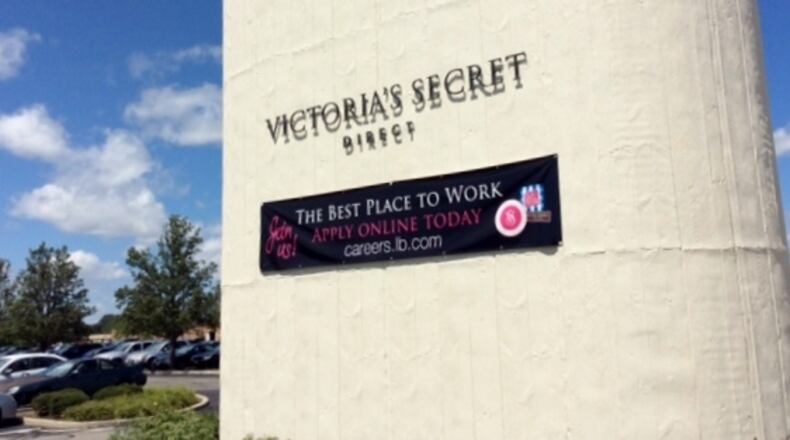 VICTORIA'S SECRET
DIRECT
Join us!
THE BEST PLACE TO WORK
APPLY ONLINE TODAY
careers.lb.com